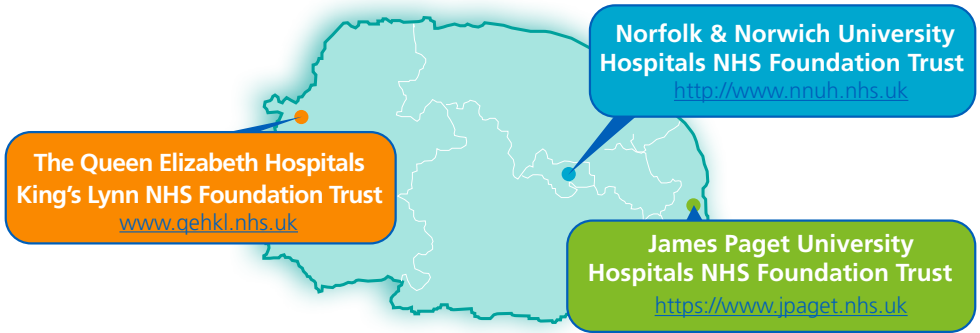 Norfolk & Norwich University
Hospitals NHS Foundation Trust
http://www.nnuh.nhs.uk
The Queen Elizabeth Hospitals
King's Lynn NHS Foundation Trust
www.qehkl.nhs.uk
James Paget University
Hospitals NHS Foundation Trust
https://www.jpaget.nhs.uk